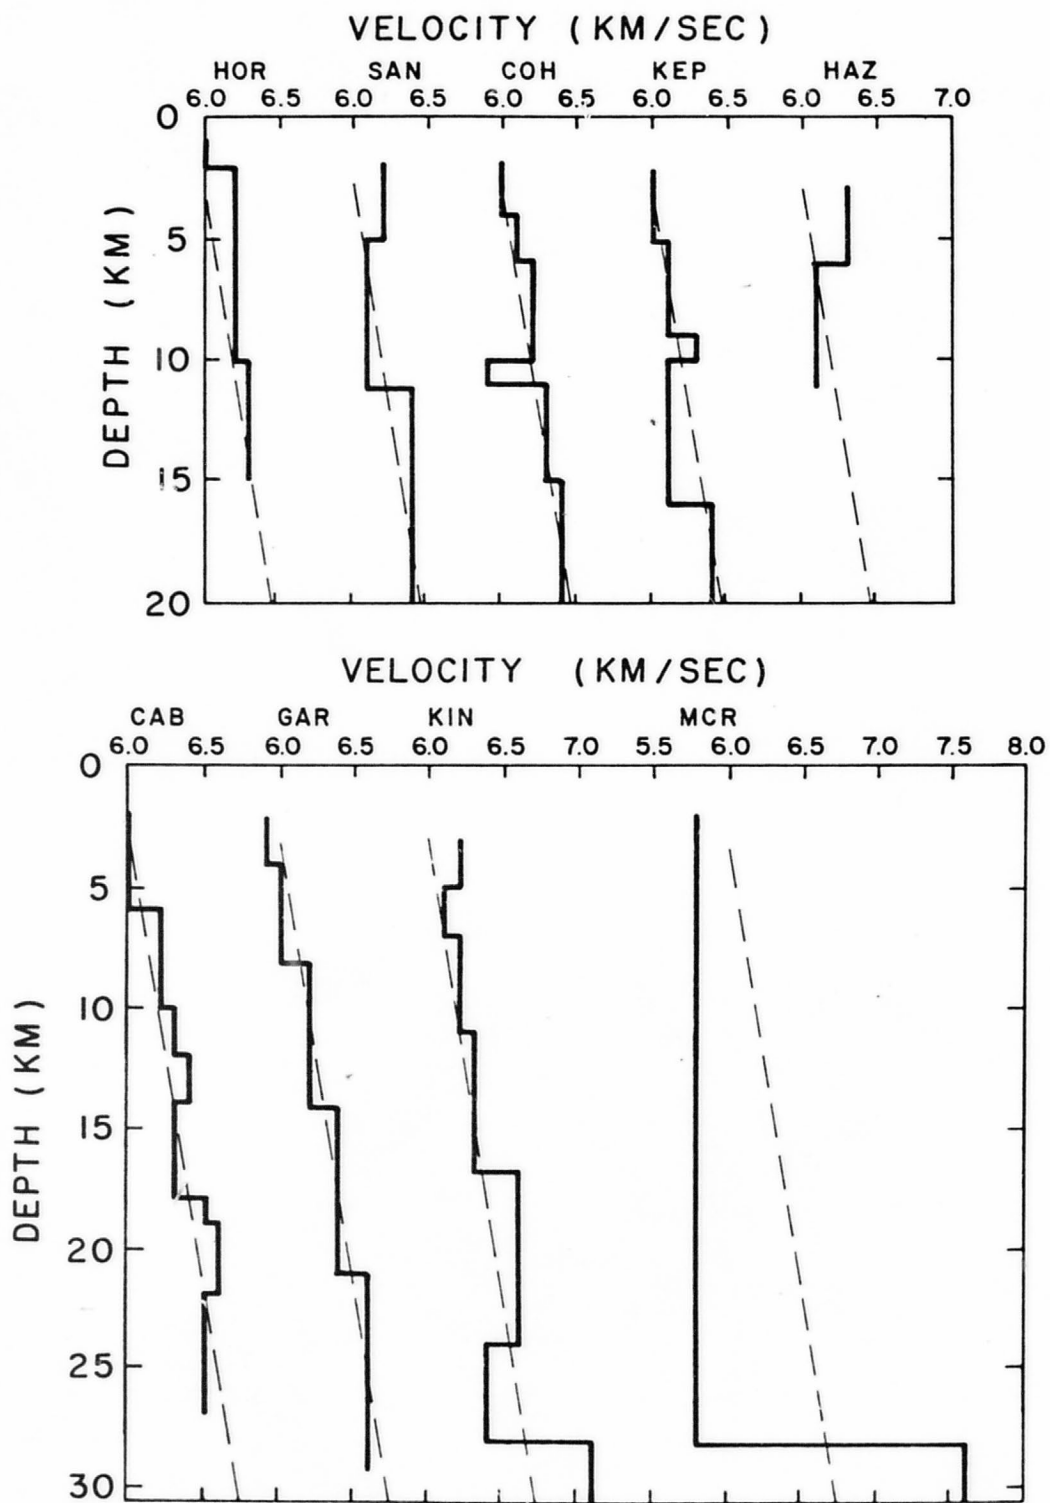 VELOCITY (KM/SEC)
HOR SAN COH KEP HAZ
6.0 6.5 6.0 6.5 6.0 6.5 6.0 6.5 6.0 6.5 7.0
0
5
10
15
20
DEPTH (KM)
VELOCITY (KM/SEC)
CAB GAR KIN MCR
6.0 6.5 6.0 6.5 6.0 6.5 7.0 5.5 6.0 6.5 7.0 8.0
0
5
10
15
20
25
30
DEPTH (KM)